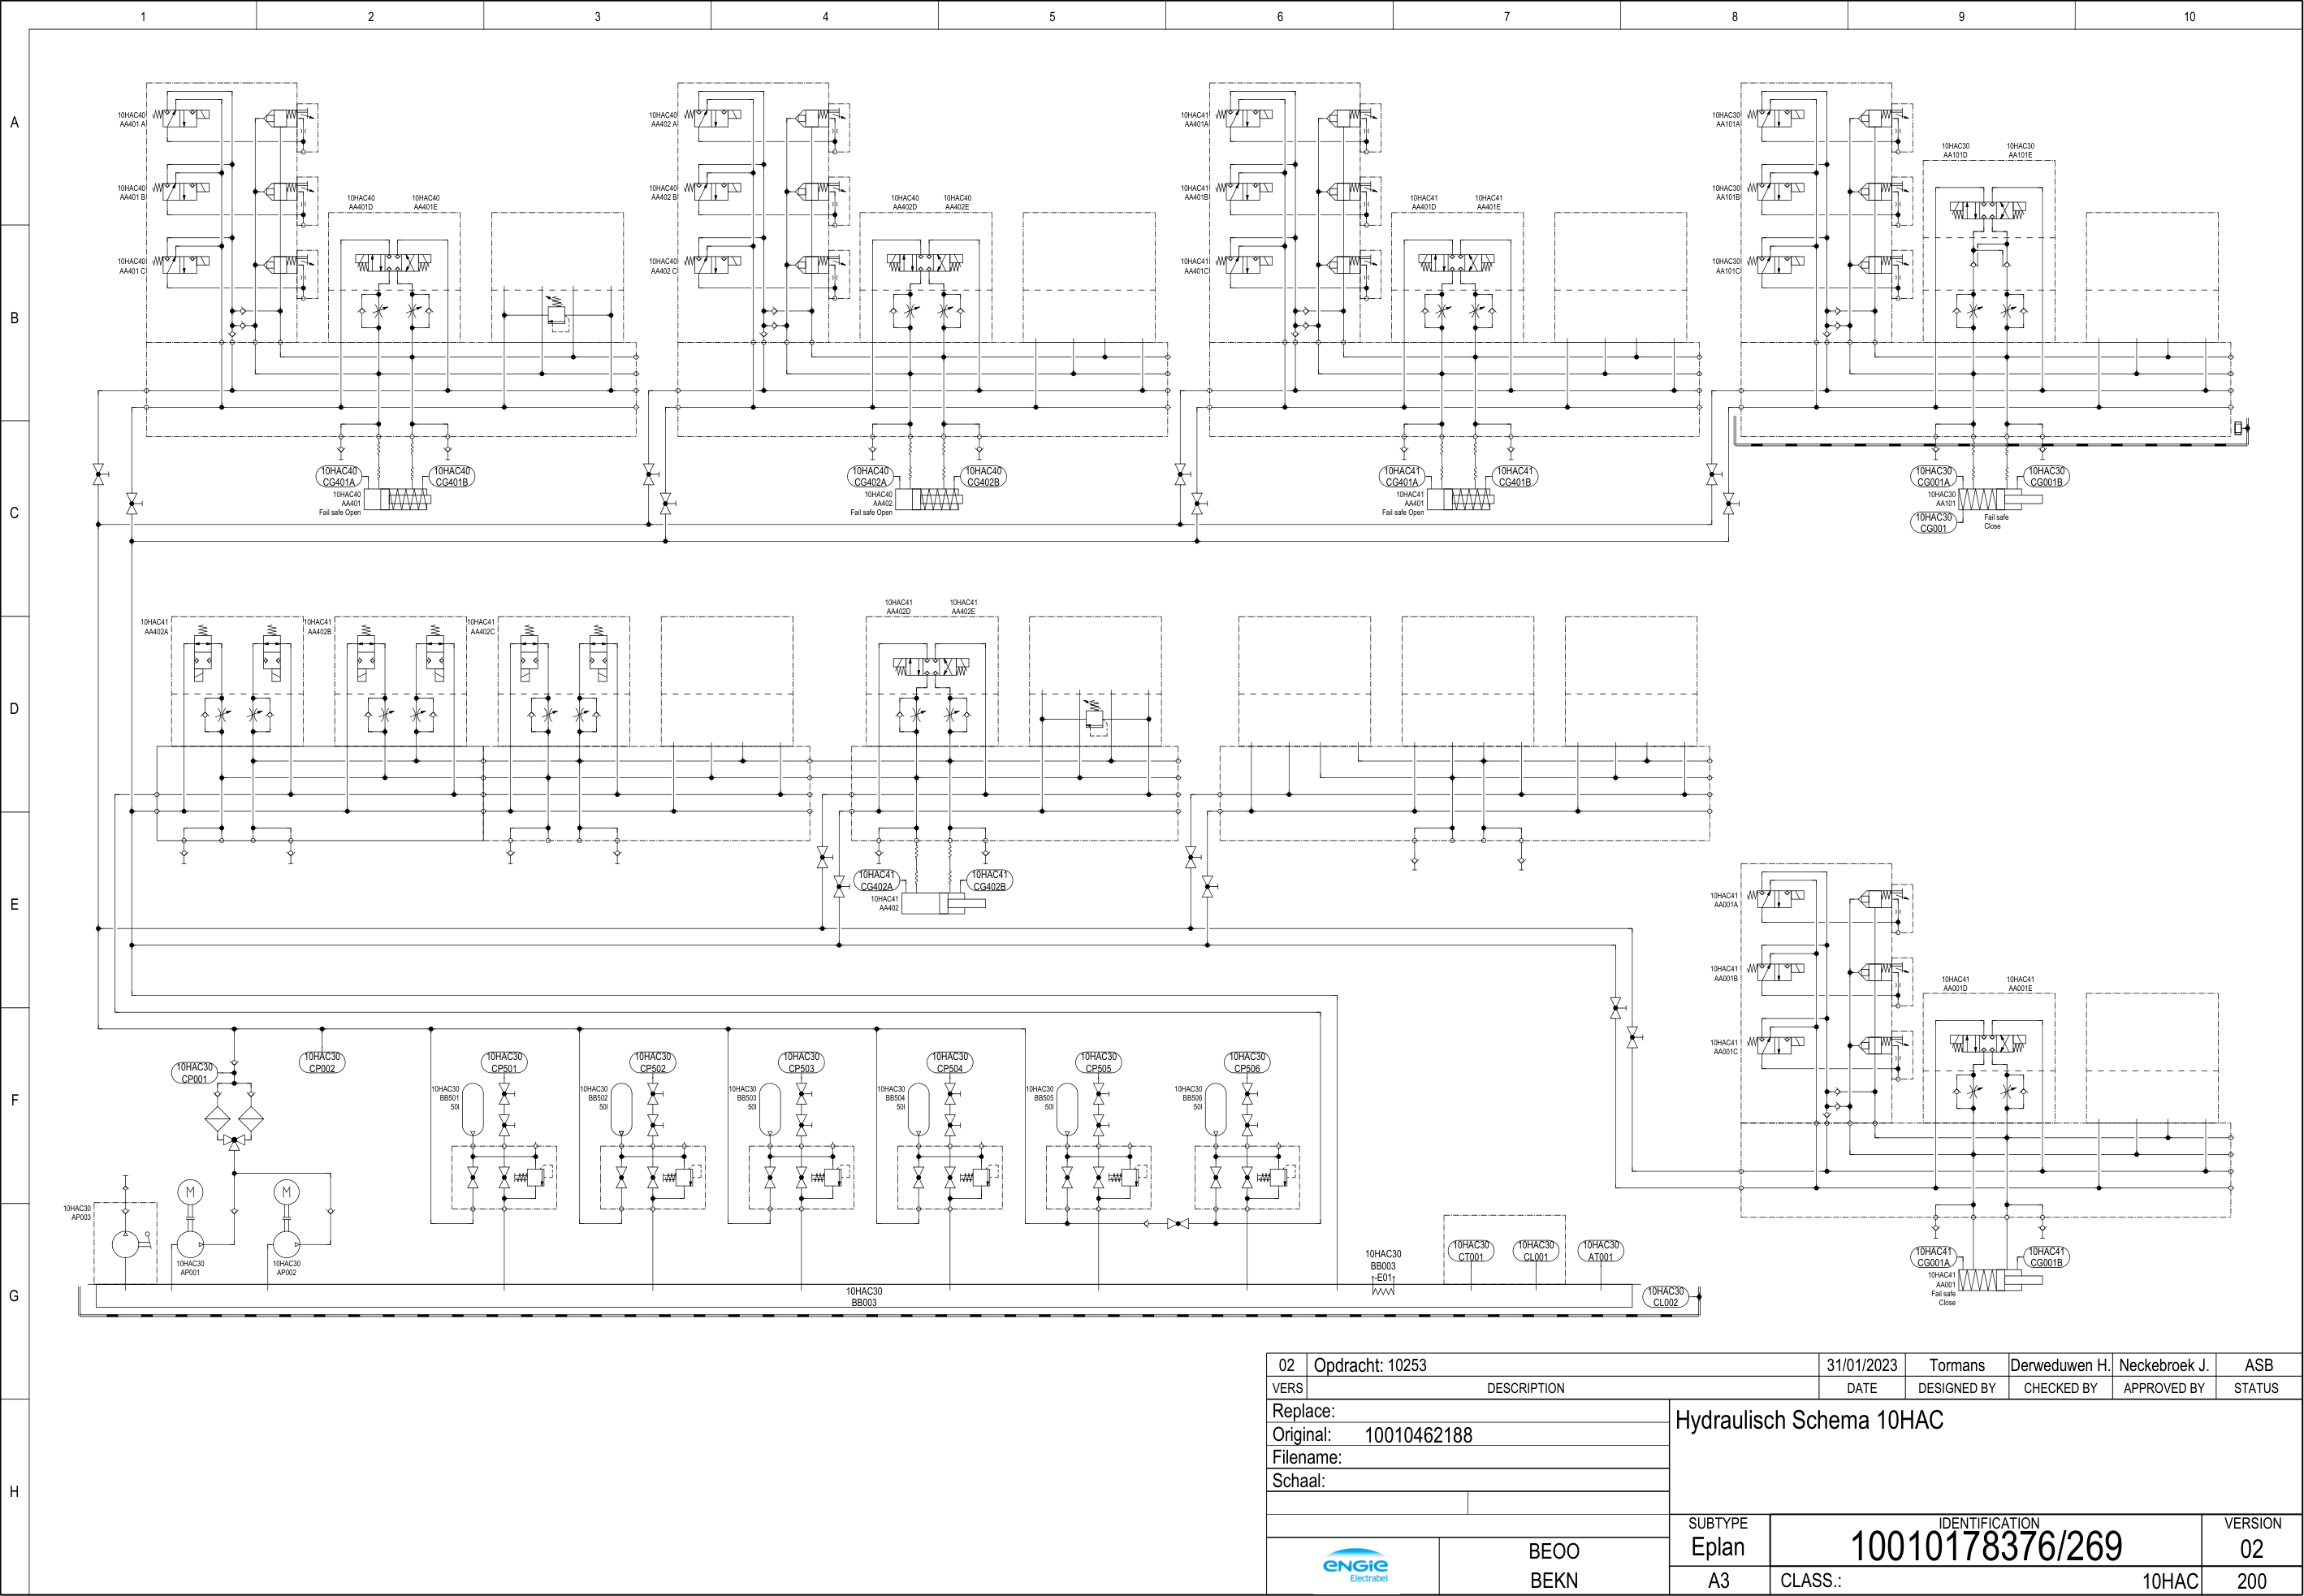 1 2 3 4 5 6 7 8 9 10
A
B
C
D
E
F
G
H
10HAC40
AA401 A
10HAC40
AA401 B
10HAC40
AA401 C
10HAC40
AA401D
10HAC40
AA401E
10HAC40
CG401A
10HAC40
CG401B
10HAC40
AA401
Fail safe Open
10HAC40
AA402 A
10HAC40
AA402 B
10HAC40
AA402 C
10HAC40
AA402D
10HAC40
AA402E
10HAC40
CG402A
10HAC40
CG402B
10HAC40
AA402
Fail safe Open
10HAC41
AA401A
10HAC41
AA401B
10HAC41
AA401C
10HAC41
AA401D
10HAC41
AA401E
10HAC41
CG401A
10HAC41
CG401B
10HAC41
AA401
Fail safe Open
10HAC30
AA101A
10HAC30
AA101B
10HAC30
AA101C
10HAC30
AA101D
10HAC30
AA101E
10HAC30
CG001A
10HAC30
CG001B
10HAC30
AA101
10HAC30
CG001
Fail safe
Close
10HAC41
AA402A
10HAC41
AA402B
10HAC41
AA402C
10HAC41
AA402D
10HAC41
AA402E
10HAC41
CG402A
10HAC41
CG402B
10HAC41
AA402
10HAC41
AA001A
10HAC41
AA001B
10HAC41
AA001C
10HAC41
AA001D
10HAC41
AA001E
10HAC41
CG001A
10HAC41
CG001B
10HAC41
AA001
Fail safe
Close
10HAC30
CP001
10HAC30
CP002
10HAC30
CP501
10HAC30
CP502
10HAC30
CP503
10HAC30
CP504
10HAC30
CP505
10HAC30
CP506
10HAC30
BB501
50l
10HAC30
BB502
50l
10HAC30
BB503
50l
10HAC30
BB504
50l
10HAC30
BB505
50l
10HAC30
BB506
50l
M
M
10HAC30
AP003
10HAC30
AP001
10HAC30
AP002
10HAC30
BB003
-E01
10HAC30
CT001
10HAC30
CL001
10HAC30
AT001
10HAC30
BB003
10HAC30
CL002
02 Opdracht: 10253 31/01/2023 Tormans Derweduwen H. Neckebroek J. ASB
VERS DESCRIPTION DATE DESIGNED BY CHECKED BY APPROVED BY STATUS
Replace:
Original: 10010462188
Filename:
Schaal:
Hydraulisch Schema 10HAC
ENGIE
Electrabel
BEOO
BEKN
SUBTYPE
Eplan
A3
IDENTIFICATION
10010178376/269
CLASS.: 10HAC
VERSION
02
200